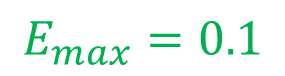 E_max = 0.1